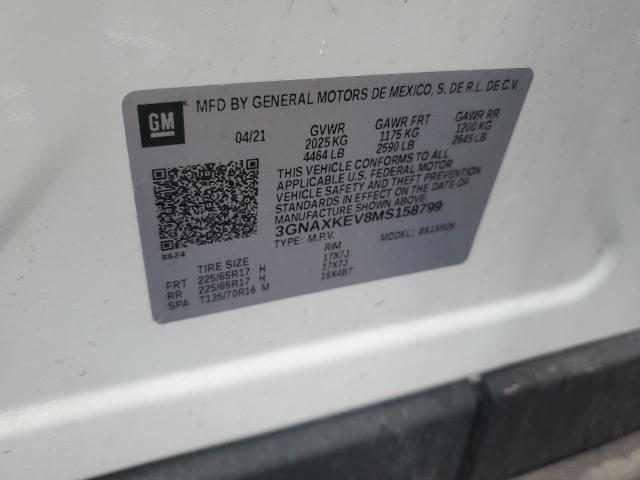 GM
MFD BY GENERAL MOTORS DE MEXICO, S. DE R.L. DE C.V.
04/21 GVWR GAWR FRT GAWR RR
2025 KG 1175 KG 1200 KG
4464 LB 2590 LB 2645 LB
THIS VEHICLE CONFORMS TO ALL
APPLICABLE U.S. FEDERAL MOTOR
VEHICLE SAFETY AND THEFT PREVENTION
STANDARDS IN EFFECT ON THE DATE OF
MANUFACTURE SHOWN ABOVE.
3GNAXKEV8MS158799
TYPE: M.P.V. MODEL:
8624
TIRE SIZE RIM
FRT 225/65R17 H 17X7J
RR 225/65R17 H 17X7J
SPA T135/70R16 M 16X4BT